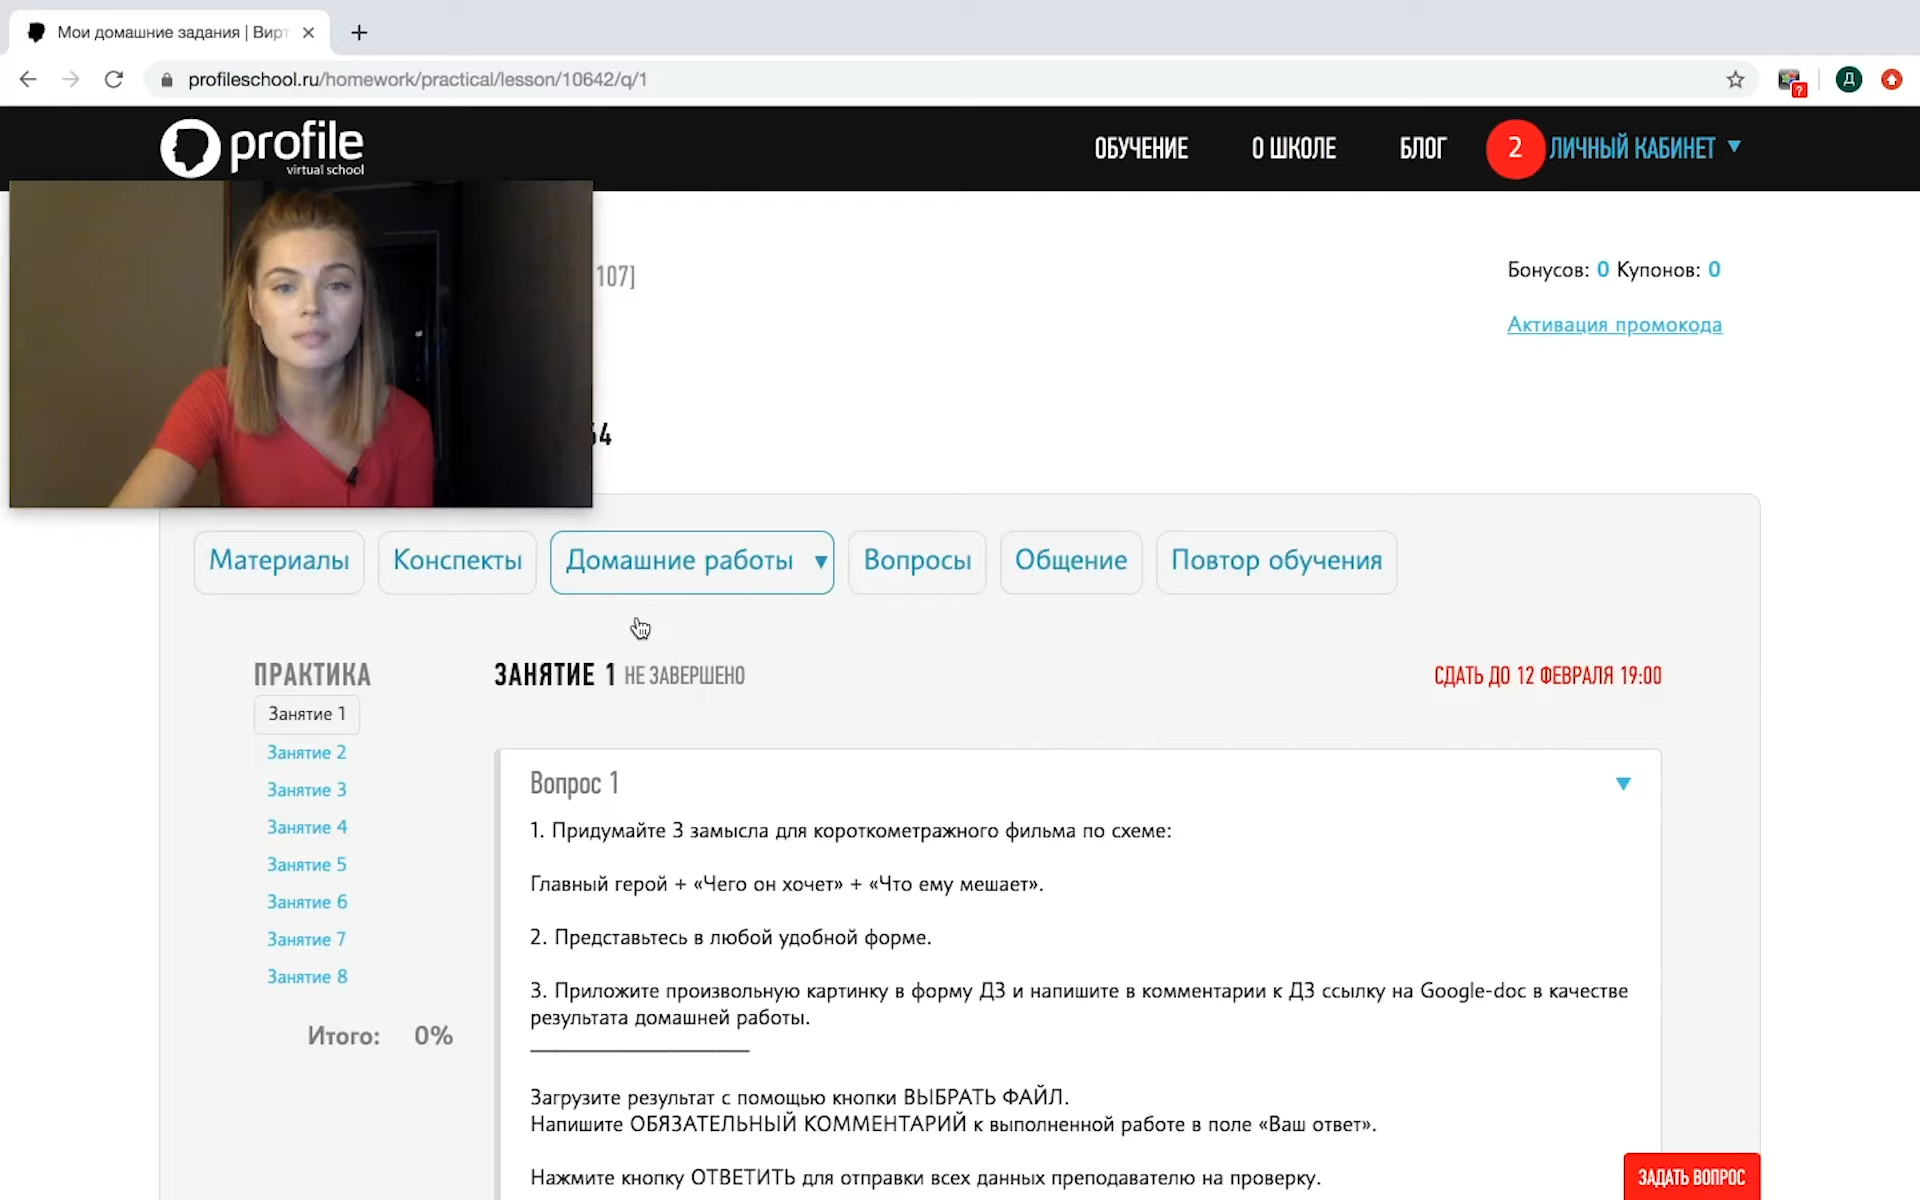 Мои домашние задания | Вирт
profileschool.ru/homework/practical/lesson/10642/q/1
Д
?
profile
virtual school
ОБУЧЕНИЕ
О ШКОЛЕ
БЛОГ
2
ЛИЧНЫЙ КАБИНЕТ
107]
Бонусов: 0 Купонов: 0
Активация промокода
Материалы
Конспекты
Домашние работы
Вопросы
Общение
Повтор обучения
ПРАКТИКА
Занятие 1
Занятие 2
Занятие 3
Занятие 4
Занятие 5
Занятие 6
Занятие 7
Занятие 8
Итого: 0%
ЗАНЯТИЕ 1 НЕ ЗАВЕРШЕНО
СДАТЬ ДО 12 ФЕВРАЛЯ 19:00
Вопрос 1
1. Придумайте 3 замысла для короткометражного фильма по схеме:
Главный герой + «Чего он хочет» + «Что ему мешает».
2. Представьтесь в любой удобной форме.
3. Приложите произвольную картинку в форму ДЗ и напишите в комментарии к ДЗ ссылку на Google-doc в качестве
результата домашней работы.
Загрузите результат с помощью кнопки ВЫБРАТЬ ФАЙЛ.
Напишите ОБЯЗАТЕЛЬНЫЙ КОММЕНТАРИЙ к выполненной работе в поле «Ваш ответ».
Нажмите кнопку ОТВЕТИТЬ для отправки всех данных преподавателю на проверку.
ЗАДАТЬ ВОПРОС